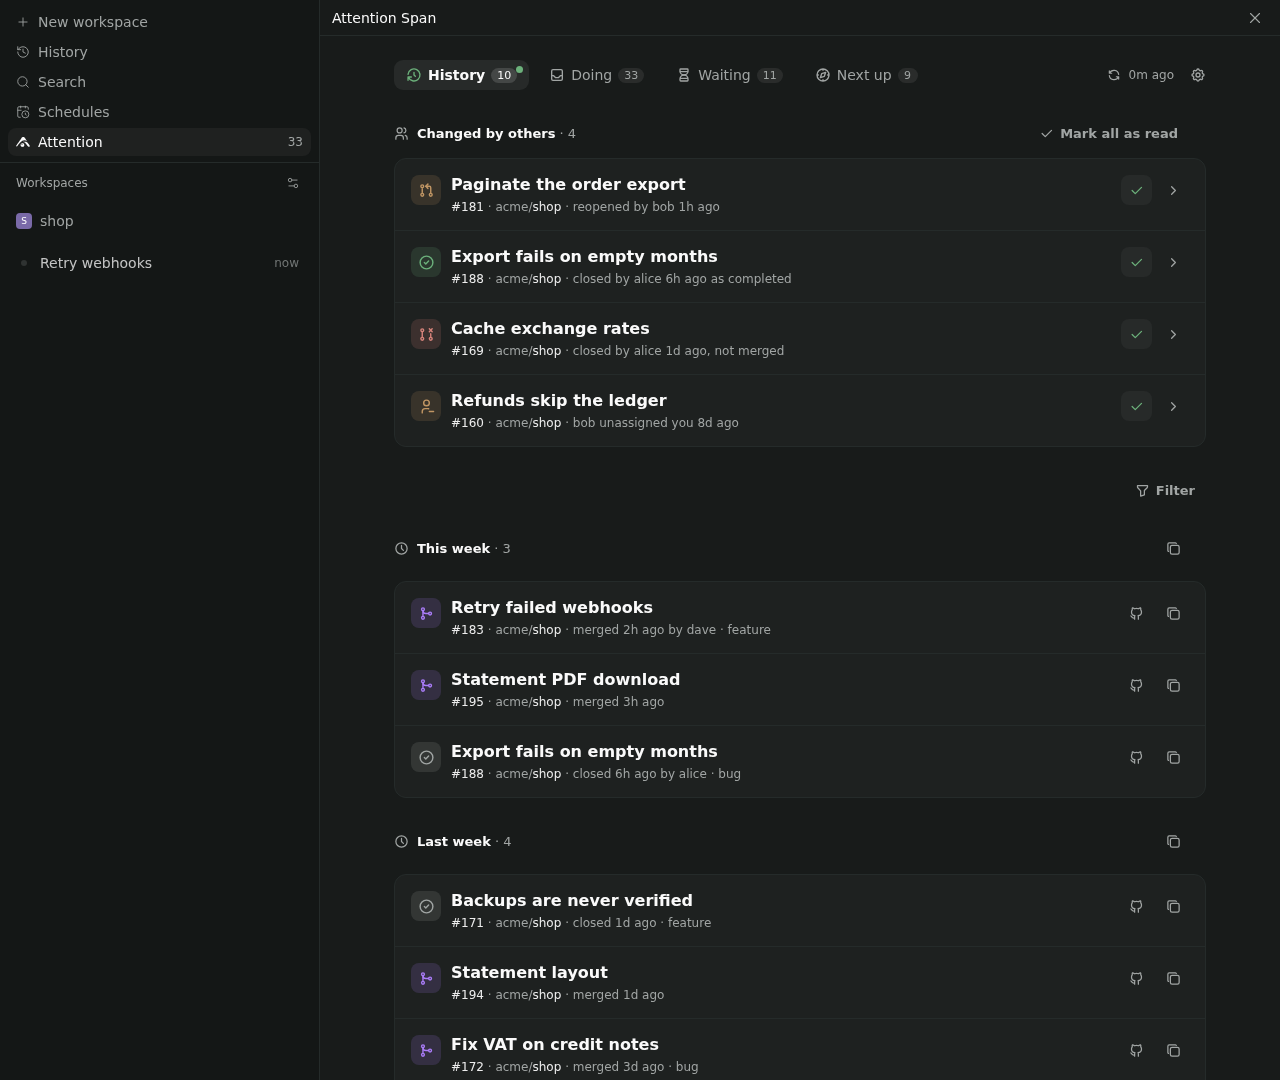 New workspace
History
Search
Schedules
Attention 33
Workspaces
S shop
Retry webhooks now
Attention Span
History 10 Doing 33 Waiting 11 Next up 9 0m ago
Changed by others · 4 Mark all as read
Paginate the order export
#181 · acme/shop · reopened by bob 1h ago
Export fails on empty months
#188 · acme/shop · closed by alice 6h ago as completed
Cache exchange rates
#169 · acme/shop · closed by alice 1d ago, not merged
Refunds skip the ledger
#160 · acme/shop · bob unassigned you 8d ago
Filter
This week · 3
Retry failed webhooks
#183 · acme/shop · merged 2h ago by dave · feature
Statement PDF download
#195 · acme/shop · merged 3h ago
Export fails on empty months
#188 · acme/shop · closed 6h ago by alice · bug
Last week · 4
Backups are never verified
#171 · acme/shop · closed 1d ago · feature
Statement layout
#194 · acme/shop · merged 1d ago
Fix VAT on credit notes
#172 · acme/shop · merged 3d ago · bug